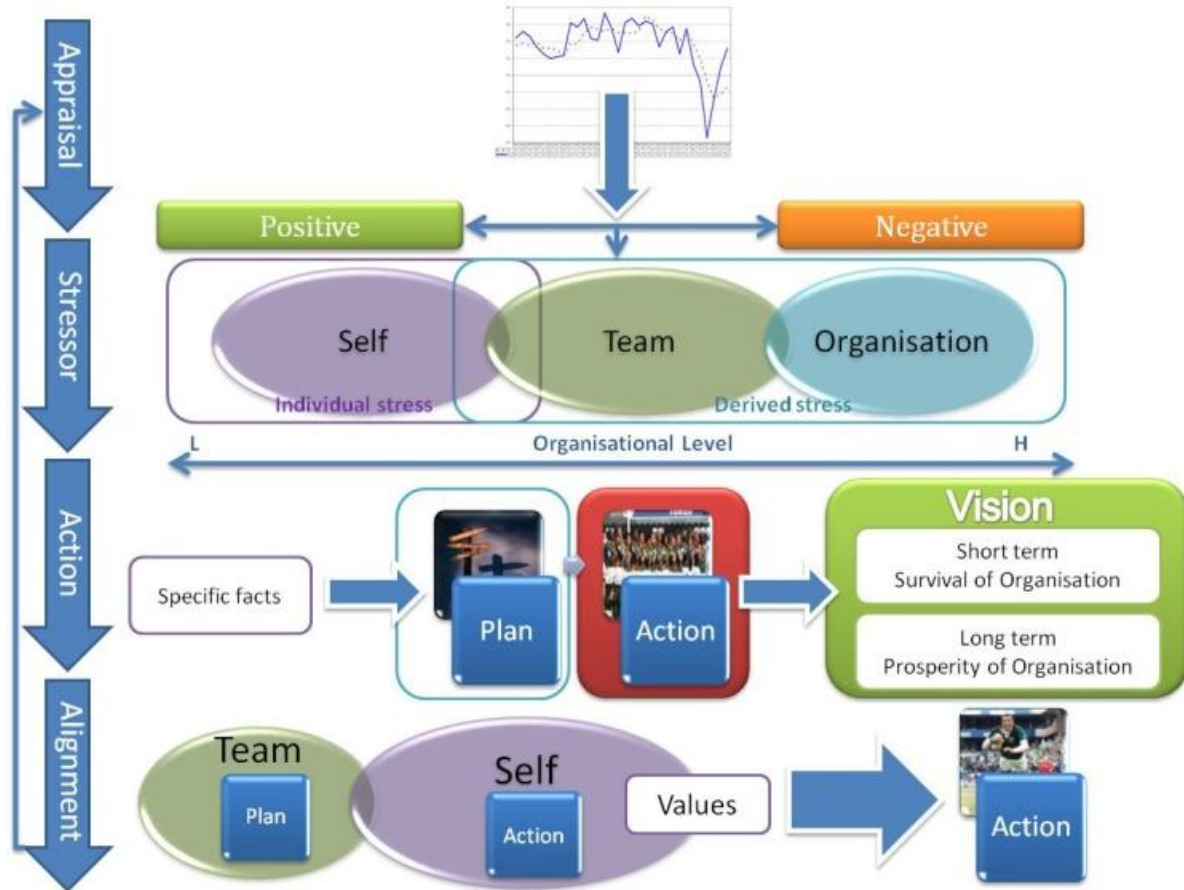 Appraisal
Positive
Negative
Stressor
Self
Team
Organisation
Individual stress
Derived stress
L
Organisational Level
H
Action
Specific facts
Plan
Action
Vision
Short term
Survival of Organisation
Long term
Prosperity of Organisation
Alignment
Team
Plan
Self
Action
Values
Action